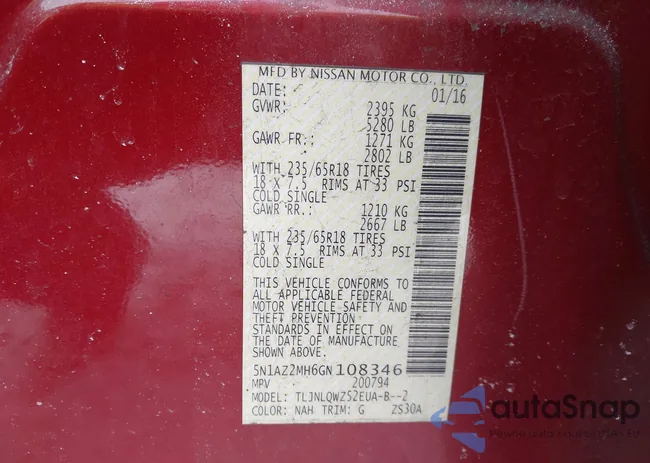 MFD BY NISSAN MOTOR CO., LTD.
DATE: 01/16
GVWR: 2395 KG
5280 LB
GAWR FR.: 1271 KG
2802 LB
WITH 235/65R18 TIRES
18 X 7.5 RIMS AT 33 PSI
COLD SINGLE
GAWR RR.: 1210 KG
2667 LB
WITH 235/65R18 TIRES
18 X 7.5 RIMS AT 33 PSI
COLD SINGLE
THIS VEHICLE CONFORMS TO
ALL APPLICABLE FEDERAL
MOTOR VEHICLE SAFETY AND
THEFT PREVENTION
STANDARDS IN EFFECT ON
THE DATE OF MANUFACTURE
SHOWN ABOVE.
5N1AZ2MH6GN108346
MPV 200794
MODEL: TLJNLQWZ52EUA-B--2
COLOR: NAH TRIM: G ZS30A
autoSnap